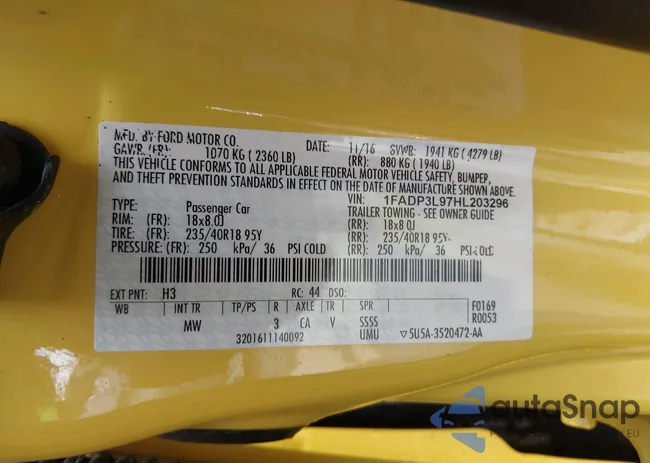 MFD. BY FORD MOTOR CO. DATE: 11/16 GVWR: 1941 KG ( 4279 LB)
GAWR: (FR): 1070 KG ( 2360 LB) (RR): 880 KG ( 1940 LB)
THIS VEHICLE CONFORMS TO ALL APPLICABLE FEDERAL MOTOR VEHICLE SAFETY, BUMPER,
AND THEFT PREVENTION STANDARDS IN EFFECT ON THE DATE OF MANUFACTURE SHOWN ABOVE.
VIN: 1FADP3L97HL203296
TYPE: Passenger Car TRAILER TOWING - SEE OWNER GUIDE
RIM: (FR): 18x8.0J (RR): 18x8.0J
TIRE: (FR): 235/40R18 95Y (RR): 235/40R18 95Y
PRESSURE: (FR): 250 kPa/ 36 PSI COLD (RR): 250 kPa/ 36 PSI COLD
EXT PNT: H3 RC: 44 DSO:
WB INT TR TP/PS R AXLE TR SPR F0169
MW 3 CA V SSSS R0053
3201611140092 UMU ▽5U5A-3520472-AA
autoSnap